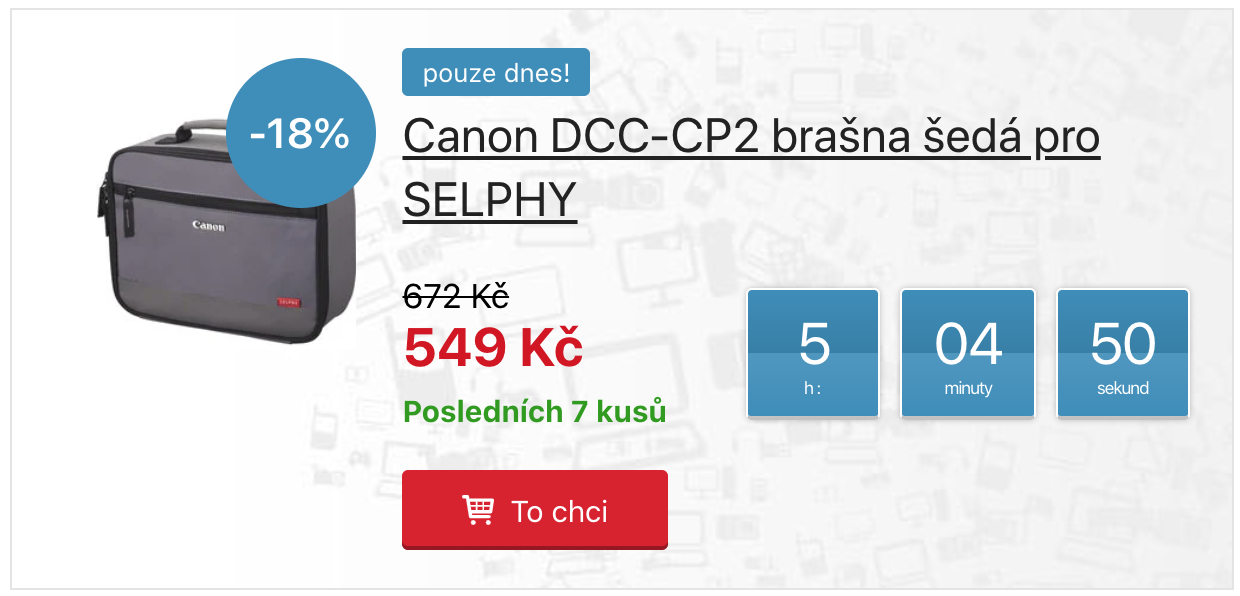 pouze dnes!
-18%
Canon DCC-CP2 brašna šedá pro
SELPHY
Canon
SELPHY
672 Kč
549 Kč
Posledních 7 kusů
5
h :
04
minuty
50
sekund
To chci